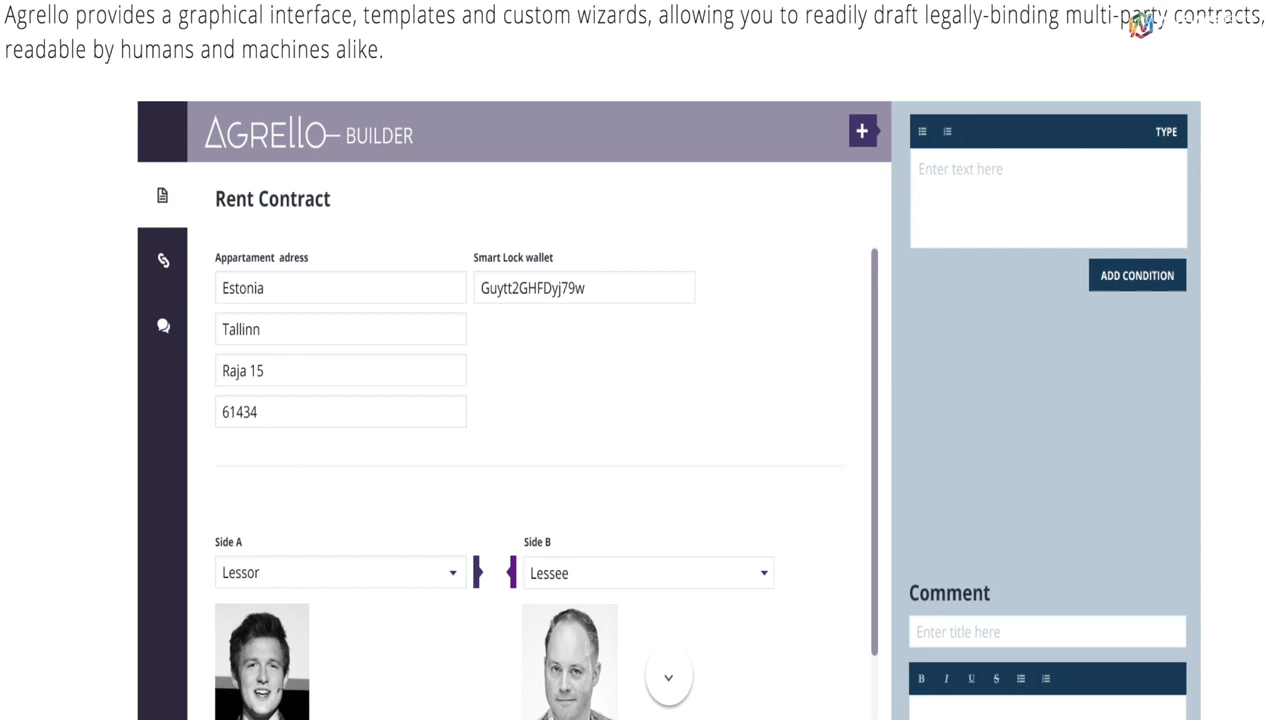 Agrello provides a graphical interface, templates and custom wizards, allowing you to readily draft legally-binding multi-party contracts,
readable by humans and machines alike.
AGRELLO BUILDER
+
TYPE
Enter text here
Rent Contract
Appartament adress
Smart Lock wallet
Estonia
Guytt2GHFDyj79w
ADD CONDITION
Tallinn
Raja 15
61434
Side A
Side B
Lessor
Lessee
Comment
Enter title here
B I U S